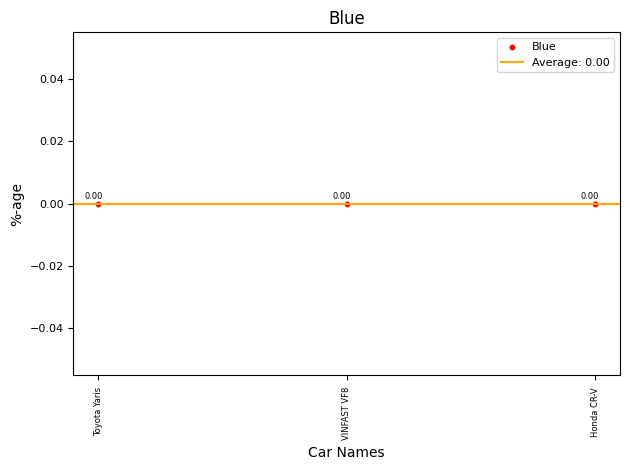 Blue
Blue
Average: 0.00
0.04
0.02
0.00
−0.02
−0.04
%-age
0.00
0.00
0.00
Toyota Yaris
VINFAST VF8
Honda CR-V
Car Names